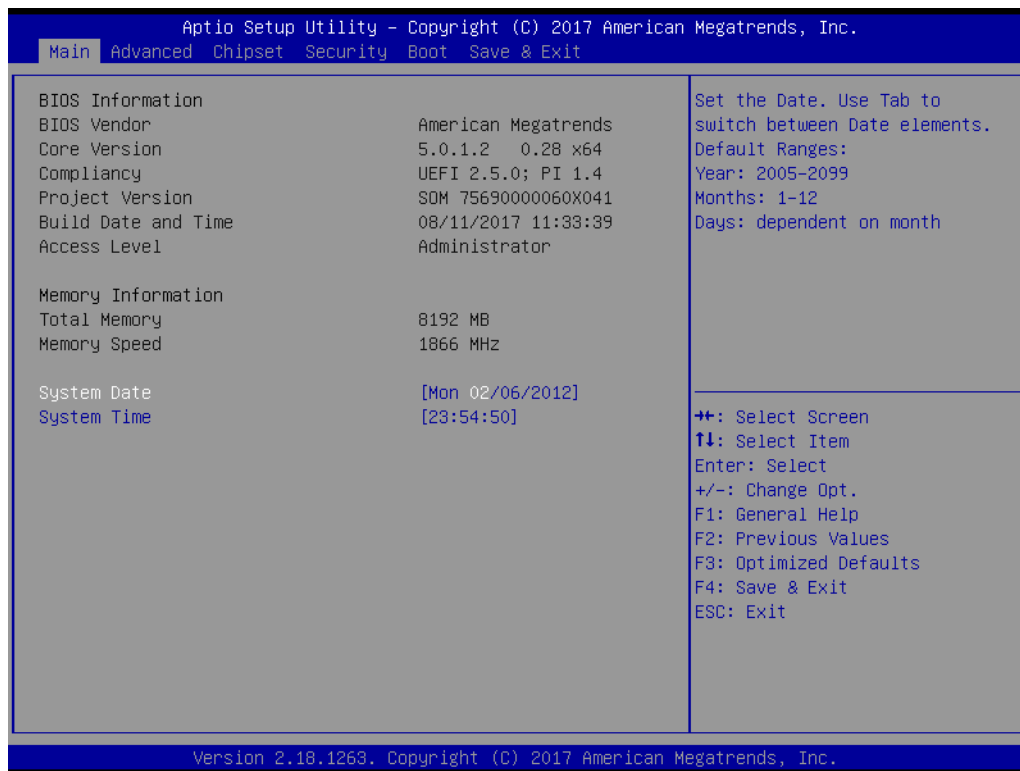 Aptio Setup Utility – Copyright (C) 2017 American Megatrends, Inc.
Main Advanced Chipset Security Boot Save & Exit
BIOS Information
BIOS Vendor American Megatrends
Core Version 5.0.1.2 0.28 x64
Compliancy UEFI 2.5.0; PI 1.4
Project Version SOM 75690000060X041
Build Date and Time 08/11/2017 11:33:39
Access Level Administrator
Memory Information
Total Memory 8192 MB
Memory Speed 1866 MHz
System Date [Mon 02/06/2012]
System Time [23:54:50]
Set the Date. Use Tab to
switch between Date elements.
Default Ranges:
Year: 2005-2099
Months: 1-12
Days: dependent on month
→←: Select Screen
↑↓: Select Item
Enter: Select
+/-: Change Opt.
F1: General Help
F2: Previous Values
F3: Optimized Defaults
F4: Save & Exit
ESC: Exit
Version 2.18.1263. Copyright (C) 2017 American Megatrends, Inc.